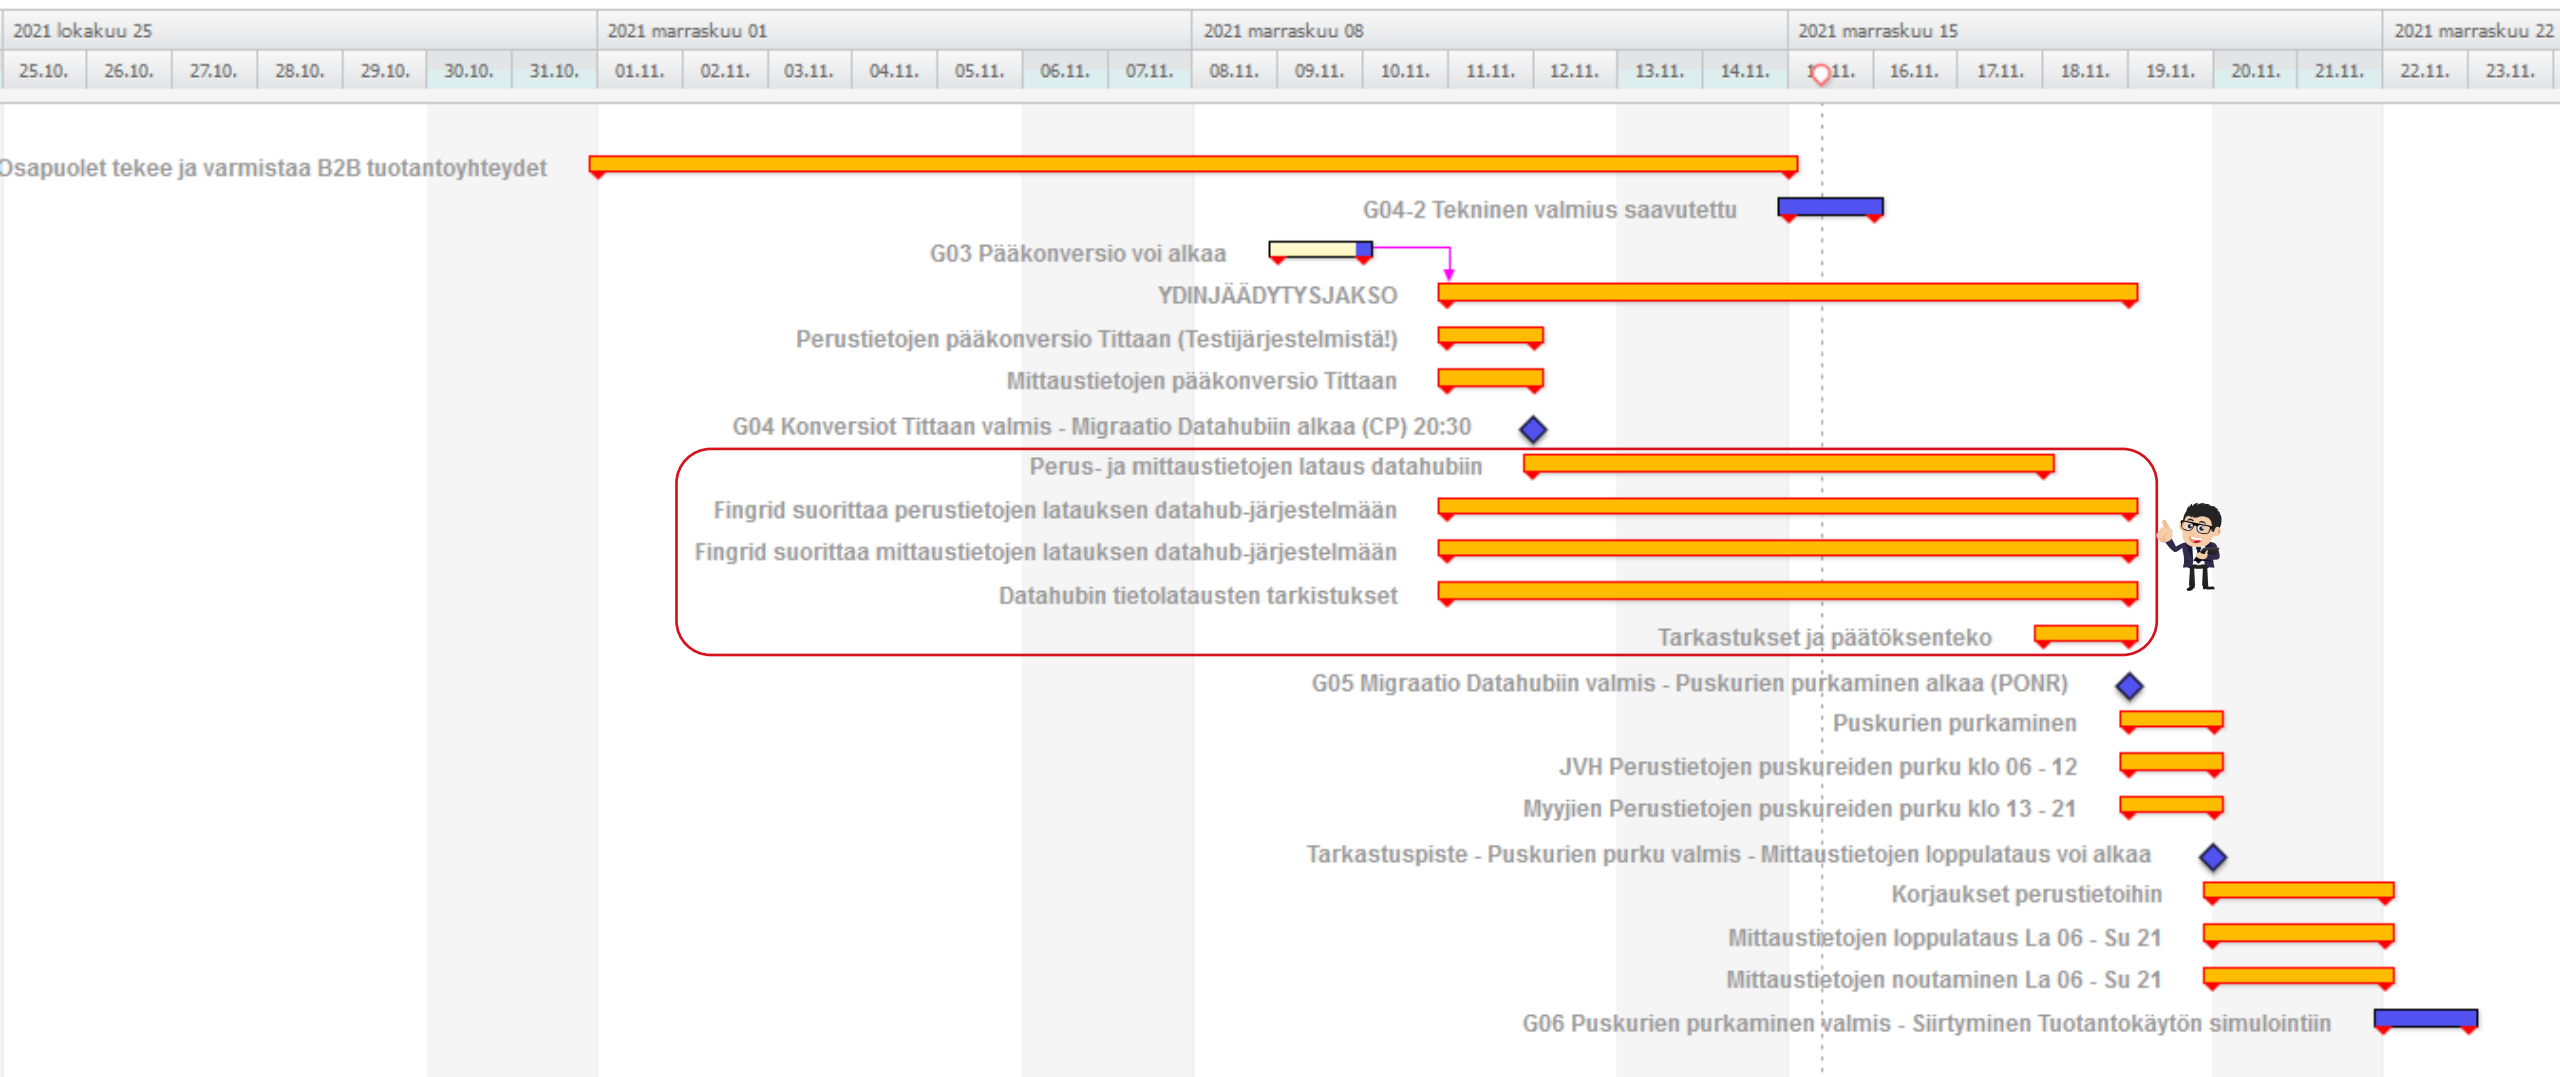 2021 lokakuu 25 2021 marraskuu 01 2021 marraskuu 08 2021 marraskuu 15 2021 marraskuu 22
25.10. 26.10. 27.10. 28.10. 29.10. 30.10. 31.10. 01.11. 02.11. 03.11. 04.11. 05.11. 06.11. 07.11. 08.11. 09.11. 10.11. 11.11. 12.11. 13.11. 14.11. 16.11. 17.11. 18.11. 19.11. 20.11. 21.11. 22.11. 23.11.
Osapuolet tekee ja varmistaa B2B tuotantoyhteydet
G04-2 Tekninen valmius saavutettu
G03 Pääkonversio voi alkaa
YDINJÄÄDYTYSJAKSO
Perustietojen pääkonversio Tittaan (Testijärjestelmistä!)
Mittaustietojen pääkonversio Tittaan
G04 Konversiot Tittaan valmis - Migraatio Datahubiin alkaa (CP) 20:30
Perus- ja mittaustietojen lataus datahubiin
Fingrid suorittaa perustietojen latauksen datahub-järjestelmään
Fingrid suorittaa mittaustietojen latauksen datahub-järjestelmään
Datahubin tietolatausten tarkistukset
Tarkastukset ja päätöksenteko
G05 Migraatio Datahubiin valmis - Puskurien purkaminen alkaa (PONR)
Puskurien purkaminen
JVH Perustietojen puskureiden purku klo 06 - 12
Myyjien Perustietojen puskureiden purku klo 13 - 21
Tarkastuspiste - Puskurien purku valmis - Mittaustietojen loppulataus voi alkaa
Korjaukset perustietoihin
Mittaustietojen loppulataus La 06 - Su 21
Mittaustietojen noutaminen La 06 - Su 21
G06 Puskurien purkaminen valmis - Siirtyminen Tuotantokäytön simulointiin